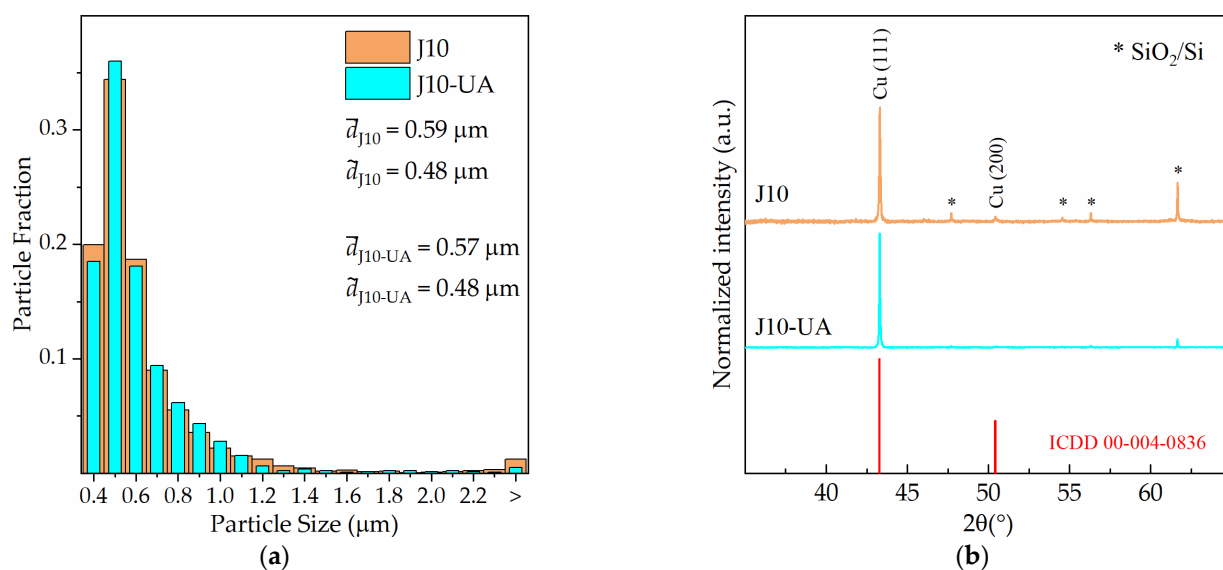 J10
J10-UA
d̅J10 = 0.59 μm
d̃J10 = 0.48 μm
d̅J10-UA = 0.57 μm
d̃J10-UA = 0.48 μm
0.3
0.2
0.1
Particle Fraction
0.4 0.6 0.8 1.0 1.2 1.4 1.6 1.8 2.0 2.2 >
Particle Size (μm)
(a)
* SiO2/Si
Cu (111)
Cu (200)
J10
* * * *
J10-UA
ICDD 00-004-0836
Normalized intensity (a.u.)
40 45 50 55 60
2θ(°)
(b)